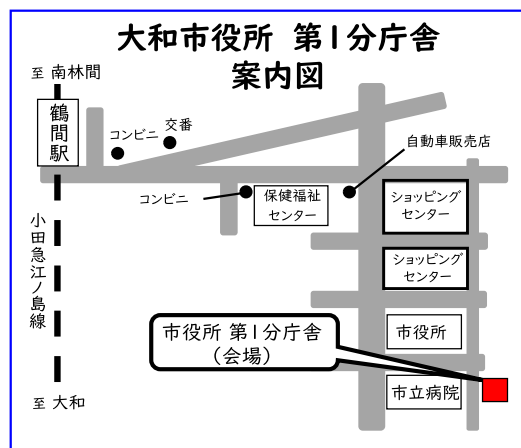 大和市役所 第1分庁舎
案内図
至 南林間
鶴間駅
コンビニ
交番
自動車販売店
コンビニ
保健福祉
センター
ショッピング
センター
ショッピング
センター
小田急江ノ島線
市役所 第1分庁舎
(会場)
市役所
市立病院
至 大和